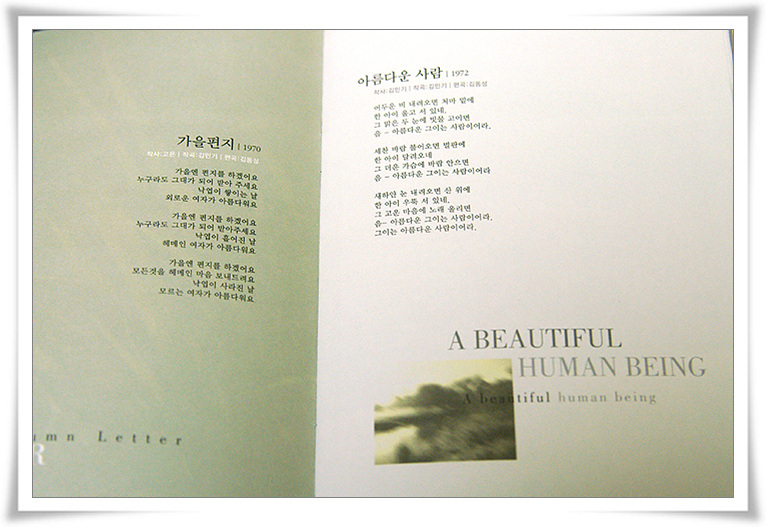 가을편지 | 1970
작사:고은 | 작곡:김민기 | 편곡:김동성
가을엔 편지를 하겠어요
누구라도 그대가 되어 받아 주세요
낙엽이 쌓이는 날
외로운 여자가 아름다워요
가을엔 편지를 하겠어요
누구라도 그대가 되어 받아주세요
낙엽이 흩어진 날
헤메인 여자가 아름다워요
가을엔 편지를 하겠어요
모든것을 헤메인 마음 보내드려요
낙엽이 사라진 날
모르는 여자가 아름다워요
umn Letter
R
아름다운 사람 | 1972
작사:김민기 | 작곡:김민기 | 편곡:김동성
어두운 비 내려오면 처마 밑에
한 아이 울고 서 있네.
그 맑은 두 눈에 빗물 고이면
음 - 아름다운 그이는 사람이어라.
세찬 바람 불어오면 벌판에
한 아이 달려오네
그 더운 가슴에 바람 안으면
음 - 아름다운 그이는 사람이어라
새하얀 눈 내려오면 산 위에
한 아이 우뚝 서 있네.
그 고운 마음에 노래 울리면
음- 아름다운 그이는 사람이어라.
그이는 아름다운 사람이어라.
A BEAUTIFUL
HUMAN BEING
A beautiful human being